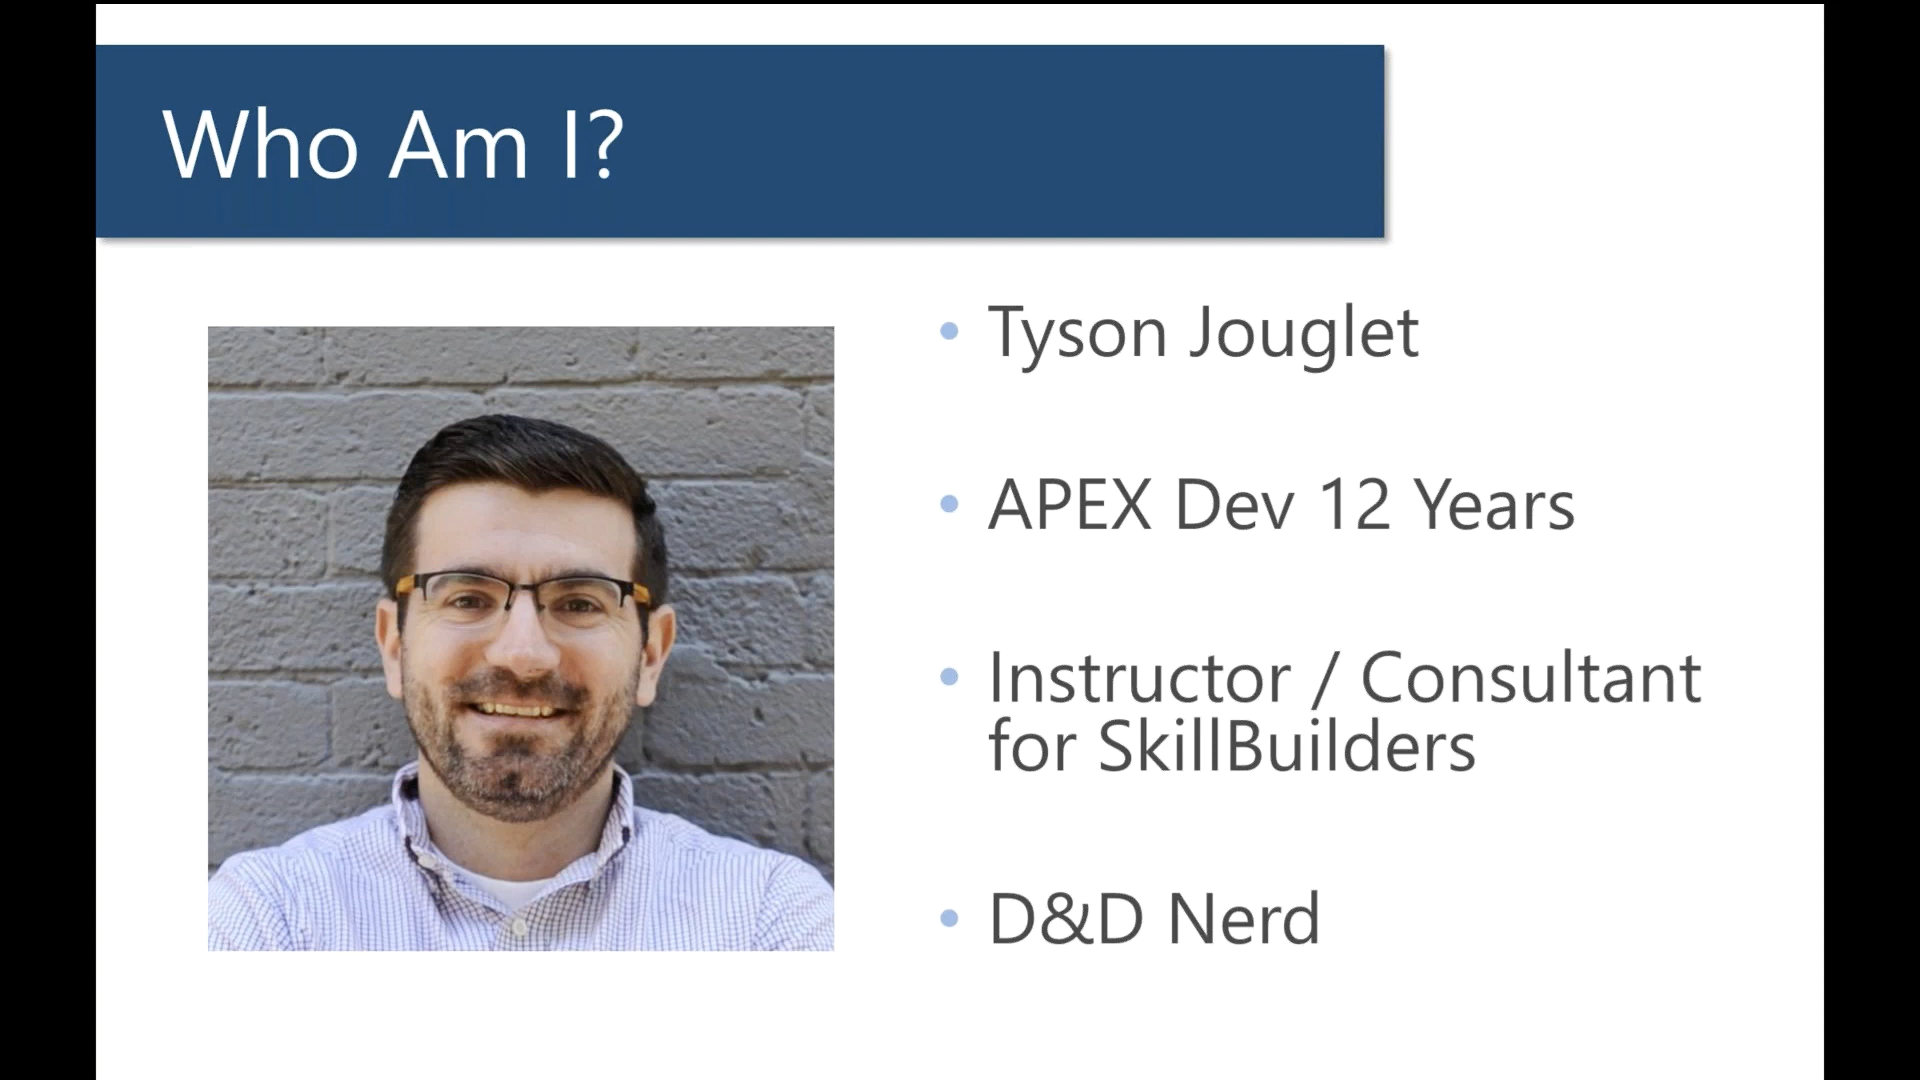 Who Am I?
Tyson Jouglet
APEX Dev 12 Years
Instructor / Consultant
for SkillBuilders
D&D Nerd